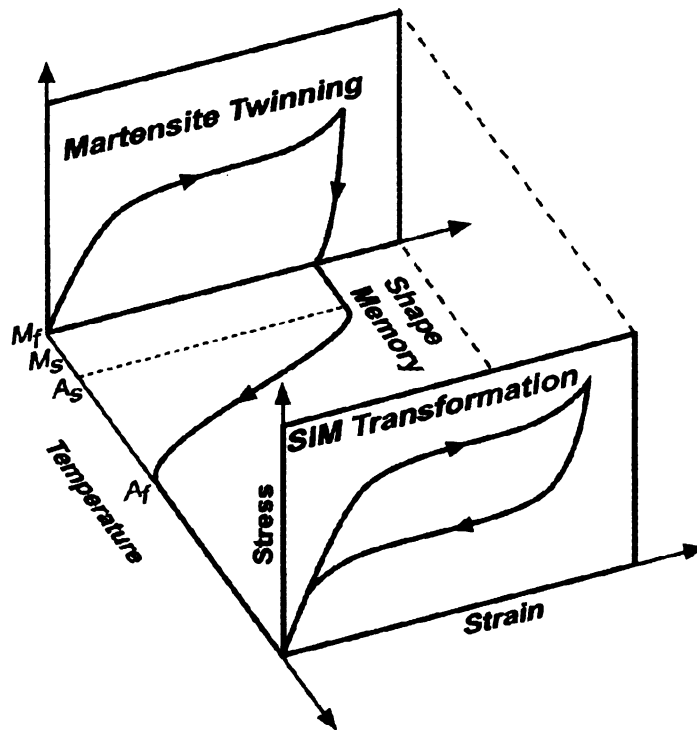 Martensite Twinning
Mf
Ms
As
Shape
Memory
SIM Transformation
Af
Temperature
Stress
Strain